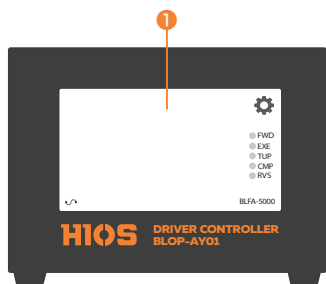 1
FWD
EXE
TUP
CMP
RVS
BLFA-5000
HIOS
DRIVER CONTROLLER
BLOP-AY01